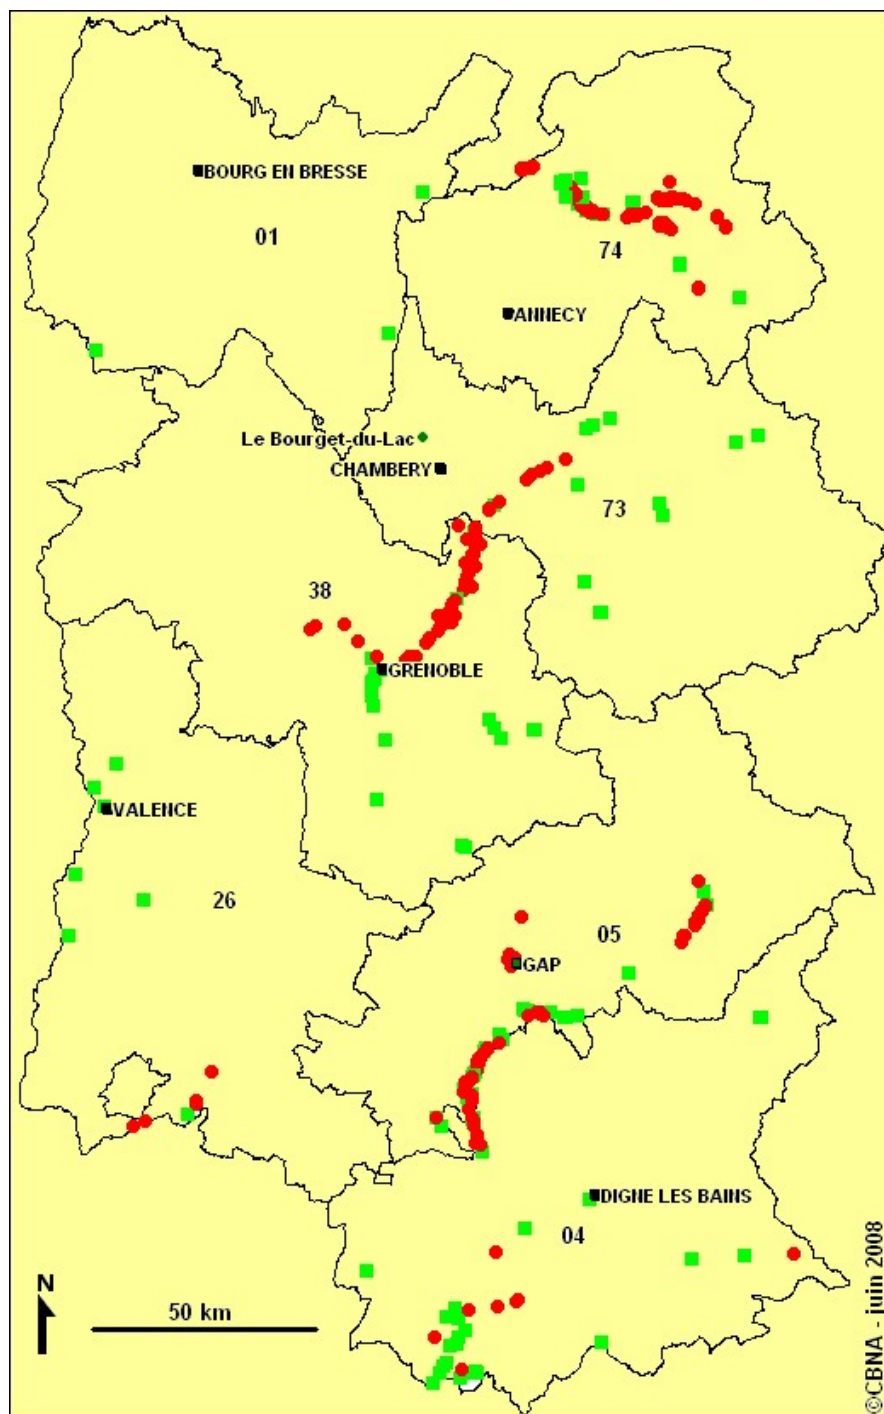 BOURG EN BRESSE
01
74
ANNECY
Le Bourget-du-Lac
CHAMBERY
73
38
GRENOBLE
VALENCE
26
05
GAP
DIGNE LES BAINS
04
N
50 km
©CBNA - juin 2008